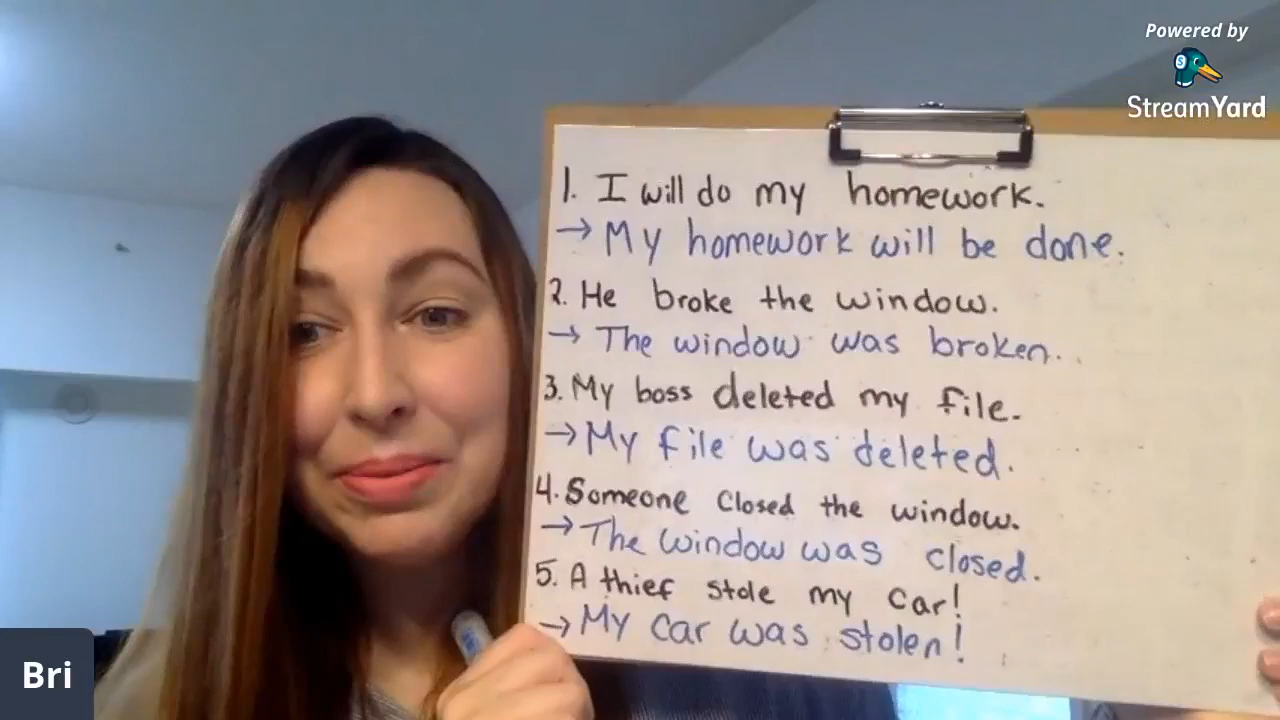 Powered by
StreamYard
1. I will do my homework.
→ My homework will be done.
2. He broke the window.
→ The window was broken.
3. My boss deleted my file.
→ My file was deleted.
4. Someone closed the window.
→ The window was closed.
5. A thief stole my car!
→ My car was stolen!
Bri